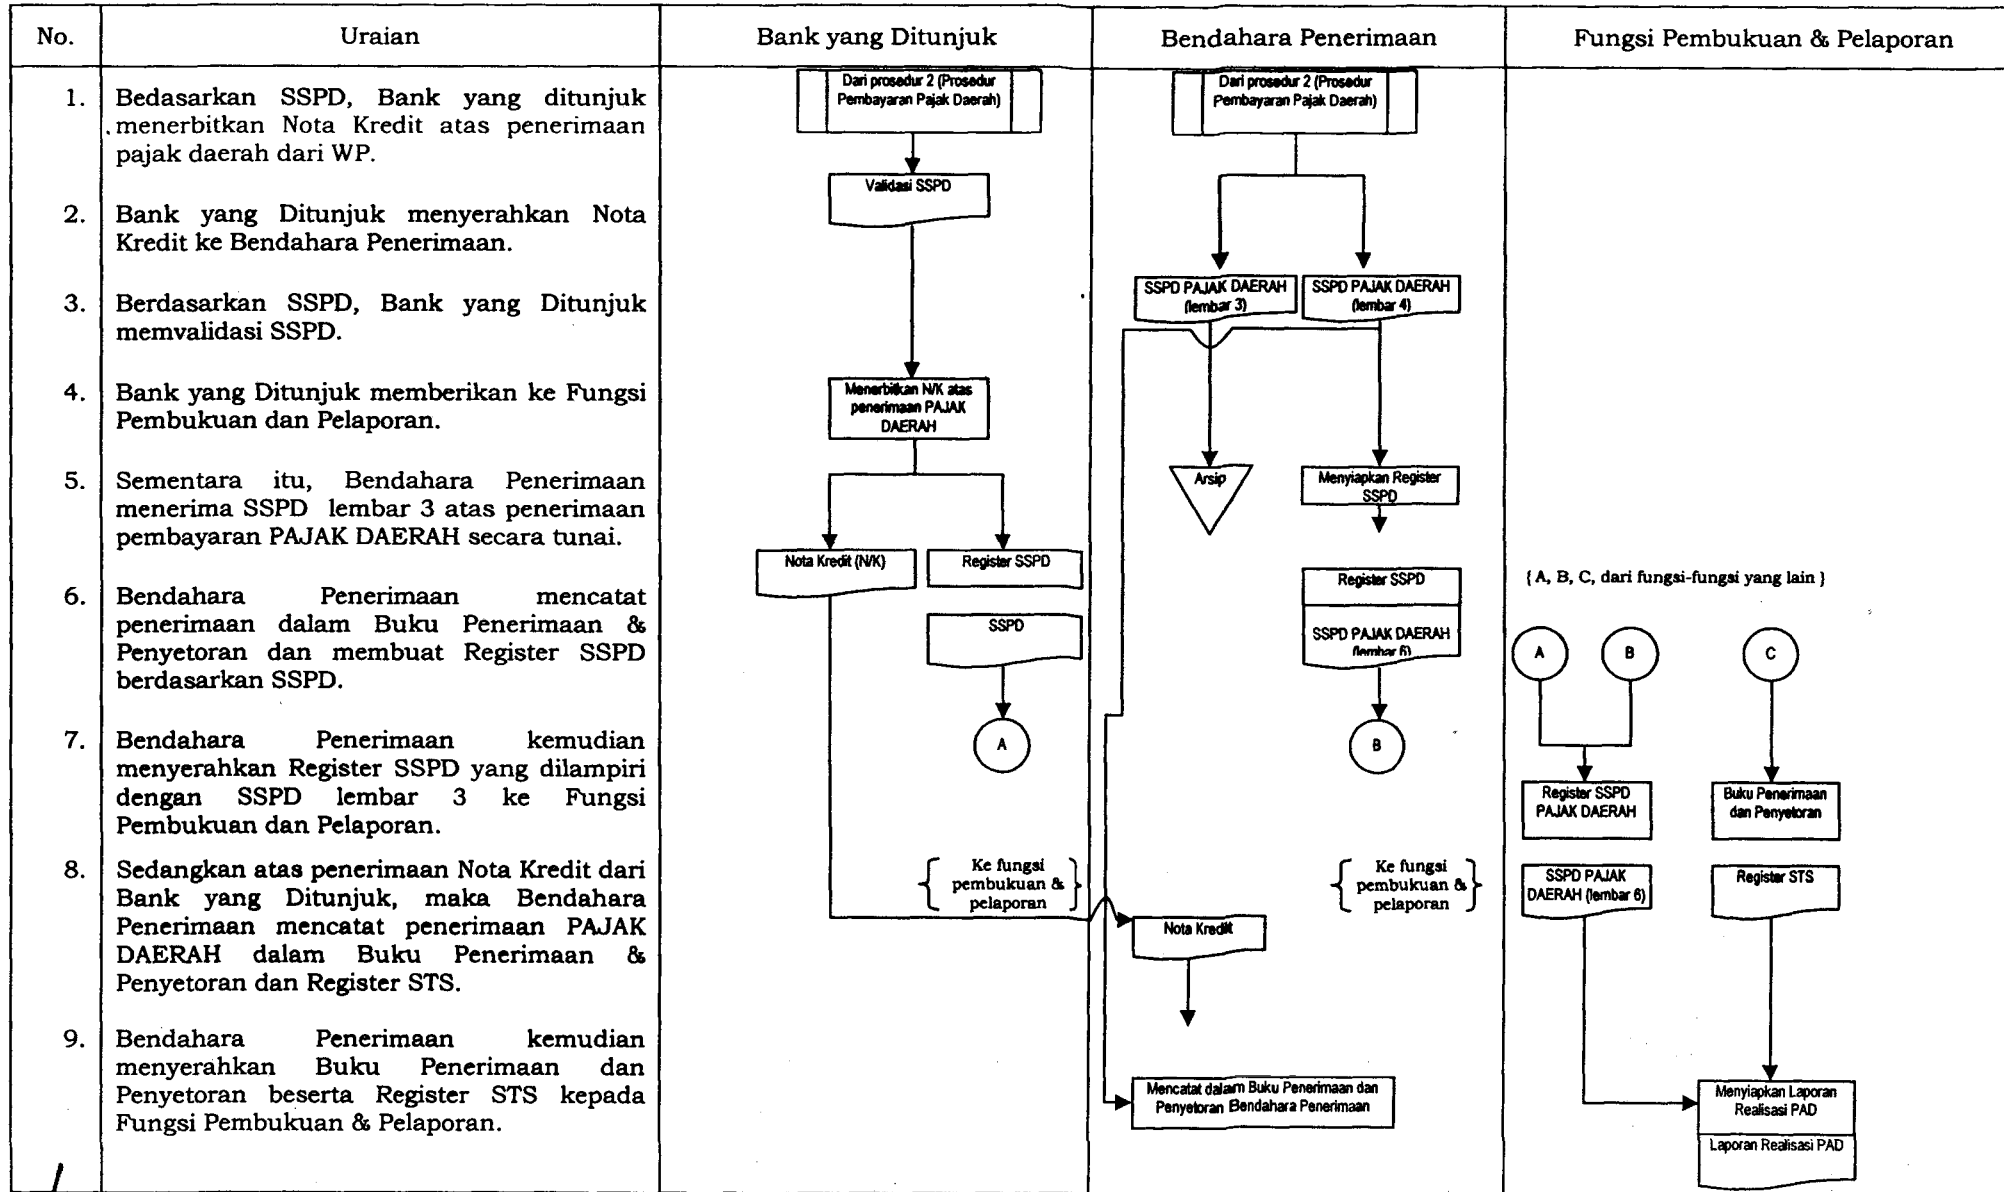 No.
Uraian
Bank yang Ditunjuk
Bendahara Penerimaan
Fungsi Pembukuan & Pelaporan
1.
Bedasarkan SSPD, Bank yang ditunjuk
menerbitkan Nota Kredit atas penerimaan
pajak daerah dari WP.
2.
Bank yang Ditunjuk menyerahkan Nota
Kredit ke Bendahara Penerimaan.
3.
Berdasarkan SSPD, Bank yang Ditunjuk
memvalidasi SSPD.
4.
Bank yang Ditunjuk memberikan ke Fungsi
Pembukuan dan Pelaporan.
5.
Sementara itu, Bendahara Penerimaan
menerima SSPD lembar 3 atas penerimaan
pembayaran PAJAK DAERAH secara tunai.
6.
Bendahara Penerimaan mencatat
penerimaan dalam Buku Penerimaan &
Penyetoran dan membuat Register SSPD
berdasarkan SSPD.
7.
Bendahara Penerimaan kemudian
menyerahkan Register SSPD yang dilampiri
dengan SSPD lembar 3 ke Fungsi
Pembukuan dan Pelaporan.
8.
Sedangkan atas penerimaan Nota Kredit dari
Bank yang Ditunjuk, maka Bendahara
Penerimaan mencatat penerimaan PAJAK
DAERAH dalam Buku Penerimaan &
Penyetoran dan Register STS.
9.
Bendahara Penerimaan kemudian
menyerahkan Buku Penerimaan dan
Penyetoran beserta Register STS kepada
Fungsi Pembukuan & Pelaporan.
Dari prosedur 2 (Prosedur
Pembayaran Pajak Daerah)
Validasi SSPD
Menerbitkan N/K atas
penerimaan PAJAK
DAERAH
Nota Kredit (N/K)
Register SSPD
SSPD
A
{ Ke fungsi
pembukuan &
pelaporan }
Dari prosedur 2 (Prosedur
Pembayaran Pajak Daerah)
SSPD PAJAK DAERAH
(lembar 3)
SSPD PAJAK DAERAH
(lembar 4)
Arsip
Menyiapkan Register
SSPD
Register SSPD
SSPD PAJAK DAERAH
(lembar 6)
B
{ Ke fungsi
pembukuan &
pelaporan }
Nota Kredit
Mencatat dalam Buku Penerimaan dan
Penyetoran Bendahara Penerimaan
{ A, B, C, dari fungsi-fungsi yang lain }
A
B
C
Register SSPD
PAJAK DAERAH
Buku Penerimaan
dan Penyetoran
SSPD PAJAK
DAERAH (lembar 6)
Register STS
Menyiapkan Laporan
Realisasi PAD
Laporan Realisasi PAD